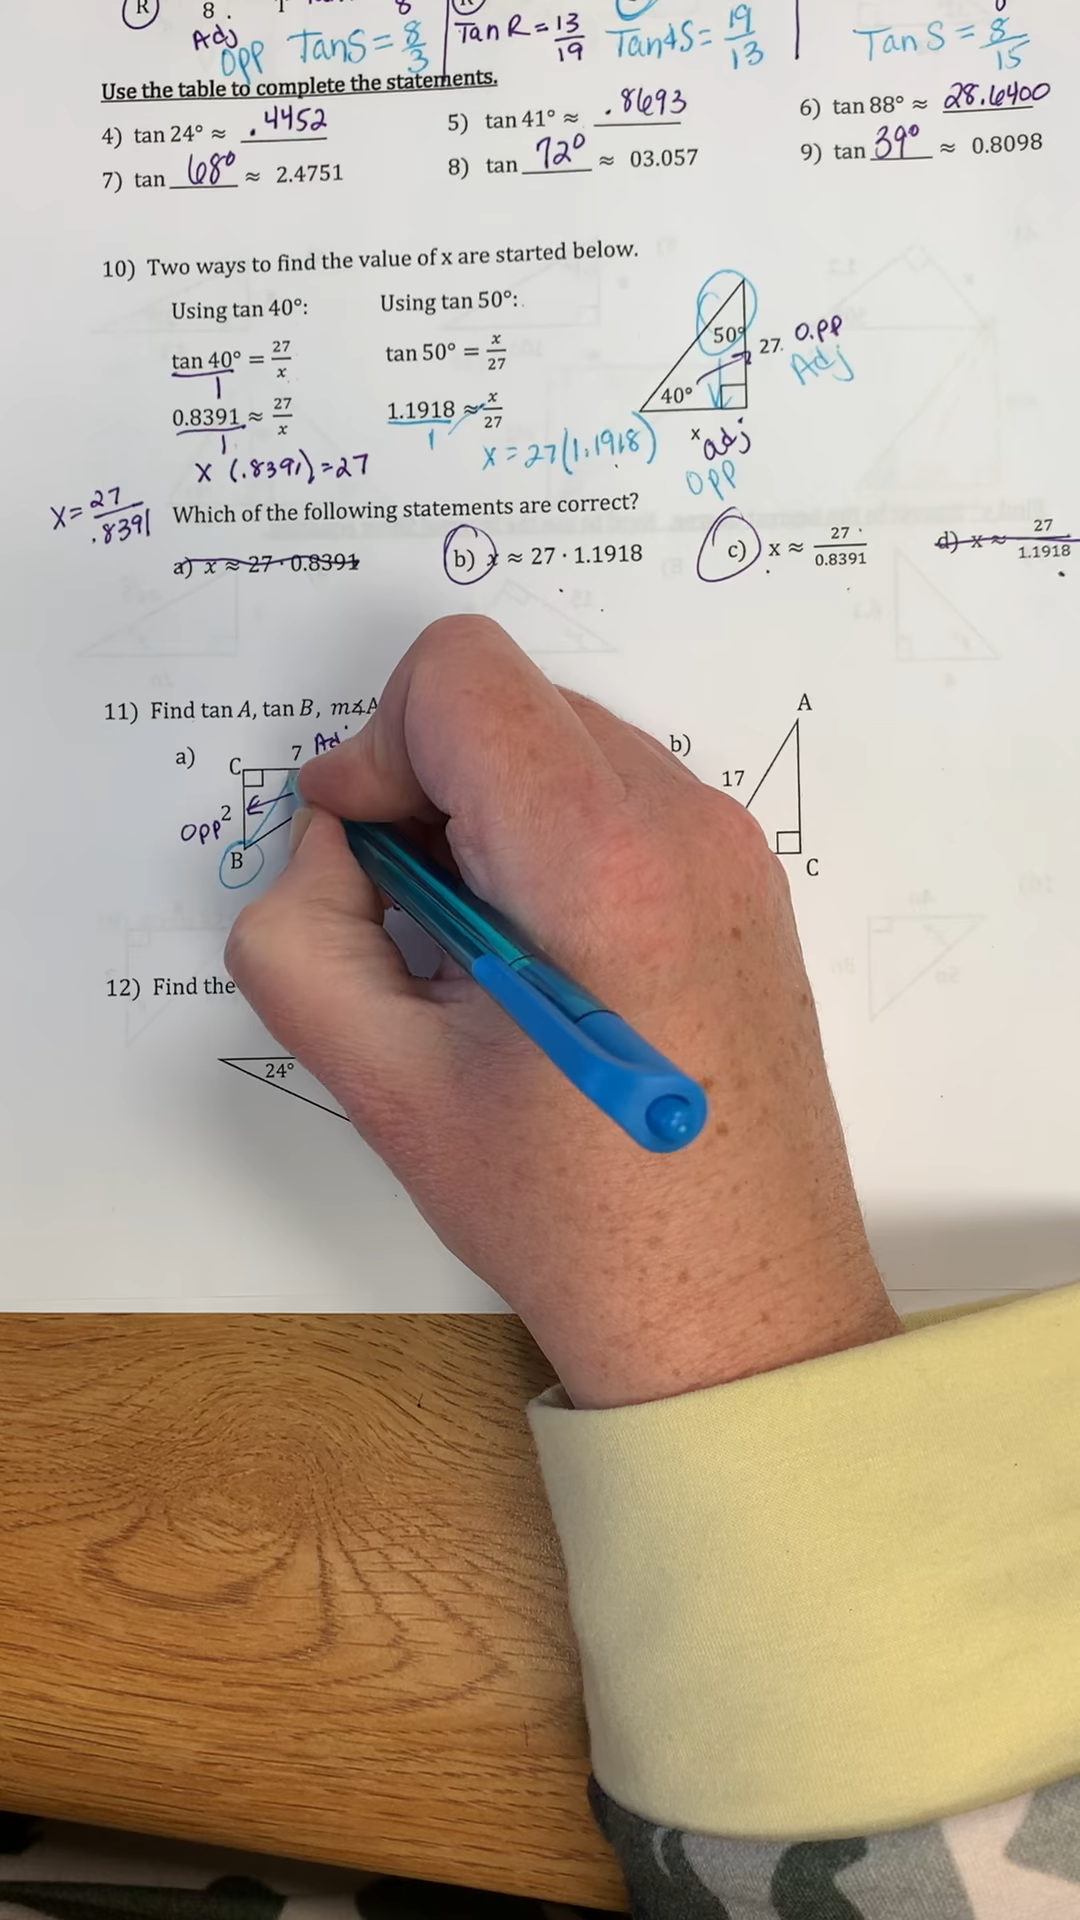 R 8. 8
Adj Tan R = 13/19
Opp Tan S = 8/3 Tan4S = 19/13 Tan S = 8/15
Use the table to complete the statements.
4) tan 24° ≈ .4452 5) tan 41° ≈ .8693 6) tan 88° ≈ 28.6400
7) tan 68° ≈ 2.4751 8) tan 72° ≈ 03.057 9) tan 39° ≈ 0.8098
10) Two ways to find the value of x are started below.
Using tan 40°: Using tan 50°:
tan 40° = 27/x tan 50° = x/27
1
0.8391 ≈ 27/x 1.1918 ≈ x/27
1 1
x (.8391) = 27 x = 27(1.1918)
50° 27. Opp
Adj
40°
x adj
Opp
x = 27/.8391
Which of the following statements are correct?
a) x ≈ 27 · 0.8391 b) x ≈ 27 · 1.1918 c) x ≈ 27/0.8391 d) x ≈ 27/1.1918
11) Find tan A, tan B, m∡A
a) C 7 Adj
Opp 2
B
b) A
17
C
12) Find the
24°